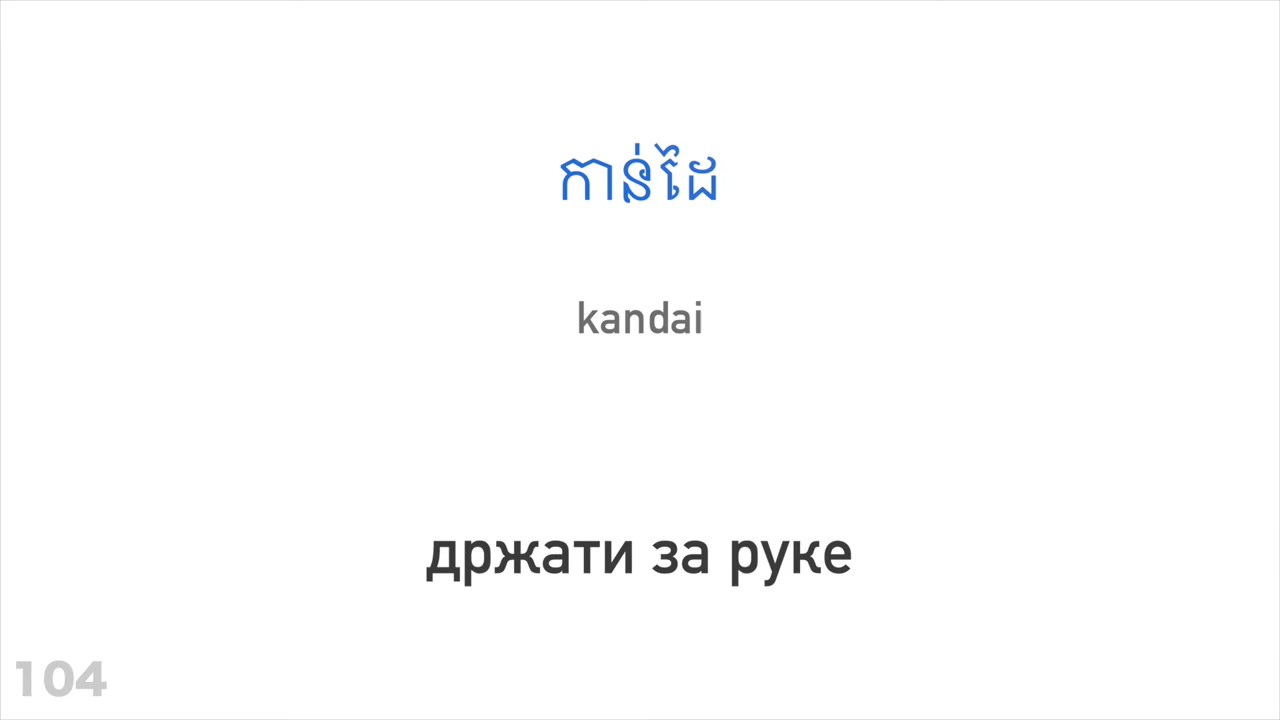 កាន់ដៃ
kandai
држати за руке
104